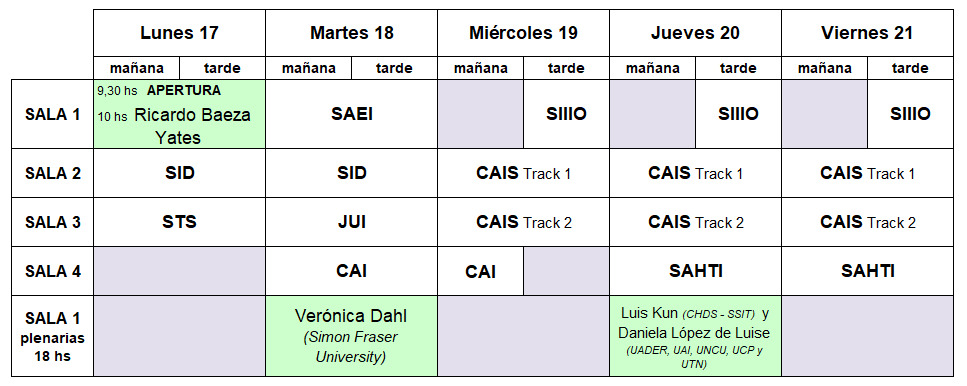 Lunes 17 Martes 18 Miércoles 19 Jueves 20 Viernes 21
mañana tarde mañana tarde mañana tarde mañana tarde mañana tarde
SALA 1
9,30 hs APERTURA
10 hs Ricardo Baeza
Yates
SAEI
SIIIO
SIIIO
SIIIO
SALA 2 SID SID CAIS Track 1 CAIS Track 1 CAIS Track 1
SALA 3 STS JUI CAIS Track 2 CAIS Track 2 CAIS Track 2
SALA 4 CAI CAI SAHTI SAHTI
SALA 1
plenarias
18 hs
Verónica Dahl
(Simon Fraser
University)
Luis Kun (CHDS - SSIT) y
Daniela López de Luise
(UADER, UAI, UNCU, UCP y
UTN)